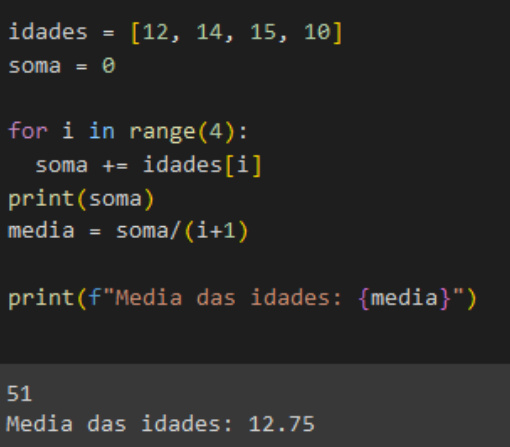 idades = [12, 14, 15, 10]
soma = 0
for i in range(4):
  soma += idades[i]
print(soma)
media = soma/(i+1)
print(f"Media das idades: {media}")
51
Media das idades: 12.75